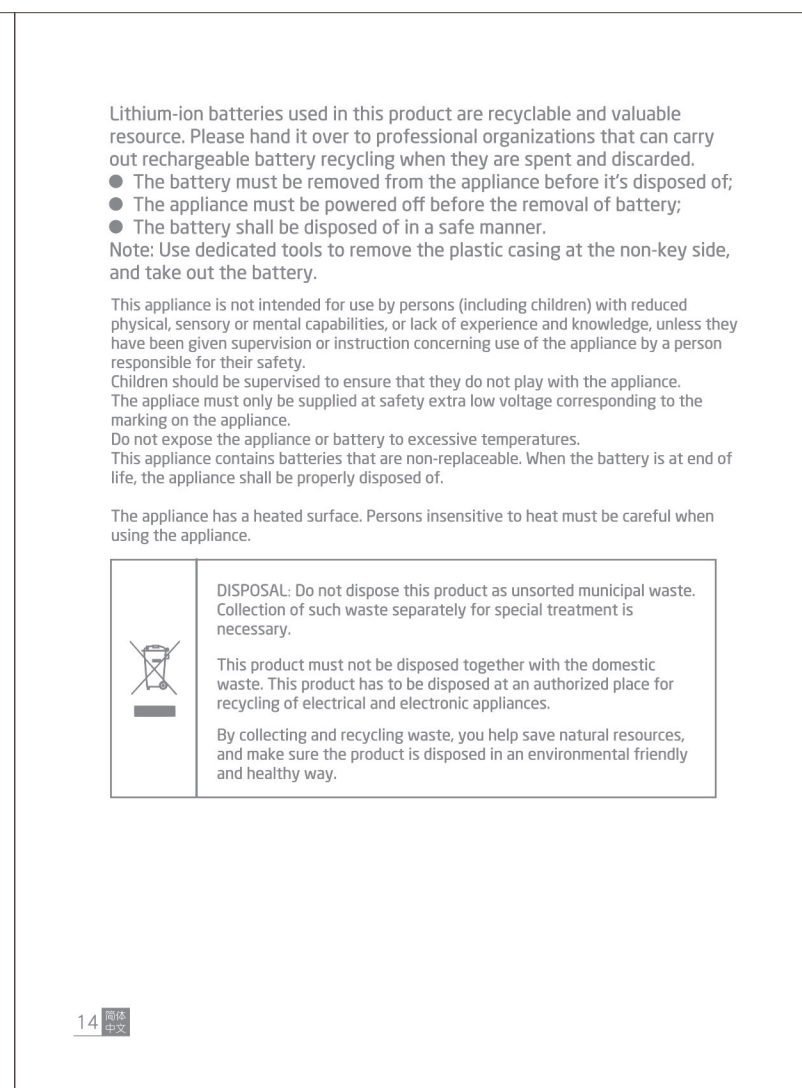 Lithium-ion batteries used in this product are recyclable and valuable
resource. Please hand it over to professional organizations that can carry
out rechargeable battery recycling when they are spent and discarded.
● The battery must be removed from the appliance before it's disposed of;
● The appliance must be powered off before the removal of battery;
● The battery shall be disposed of in a safe manner.
Note: Use dedicated tools to remove the plastic casing at the non-key side,
and take out the battery.
This appliance is not intended for use by persons (including children) with reduced
physical, sensory or mental capabilities, or lack of experience and knowledge, unless they
have been given supervision or instruction concerning use of the appliance by a person
responsible for their safety.
Children should be supervised to ensure that they do not play with the appliance.
The appliace must only be supplied at safety extra low voltage corresponding to the
marking on the appliance.
Do not expose the appliance or battery to excessive temperatures.
This appliance contains batteries that are non-replaceable. When the battery is at end of
life, the appliance shall be properly disposed of.
The appliance has a heated surface. Persons insensitive to heat must be careful when
using the appliance.
DISPOSAL: Do not dispose this product as unsorted municipal waste.
Collection of such waste separately for special treatment is
necessary.
This product must not be disposed together with the domestic
waste. This product has to be disposed at an authorized place for
recycling of electrical and electronic appliances.
By collecting and recycling waste, you help save natural resources,
and make sure the product is disposed in an environmental friendly
and healthy way.
14 简体
中文